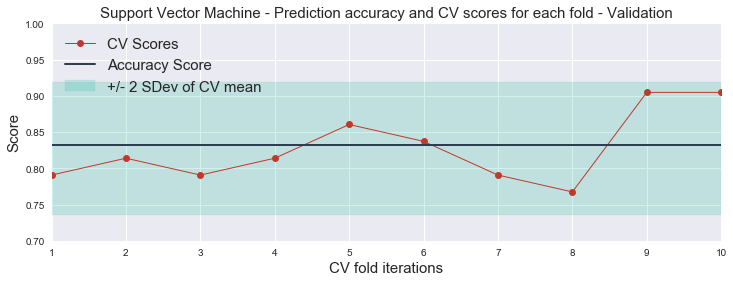 Support Vector Machine - Prediction accuracy and CV scores for each fold - Validation
1.00
0.95
0.90
0.85
0.80
0.75
0.70
Score
CV Scores
Accuracy Score
+/- 2 SDev of CV mean
1 2 3 4 5 6 7 8 9 10
CV fold iterations